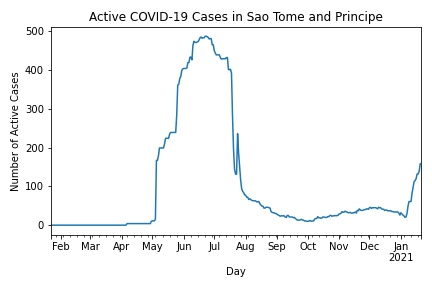 Active COVID-19 Cases in Sao Tome and Principe
500
400
300
200
100
0
Number of Active Cases
Feb Mar Apr May Jun Jul Aug Sep Oct Nov Dec Jan
2021
Day